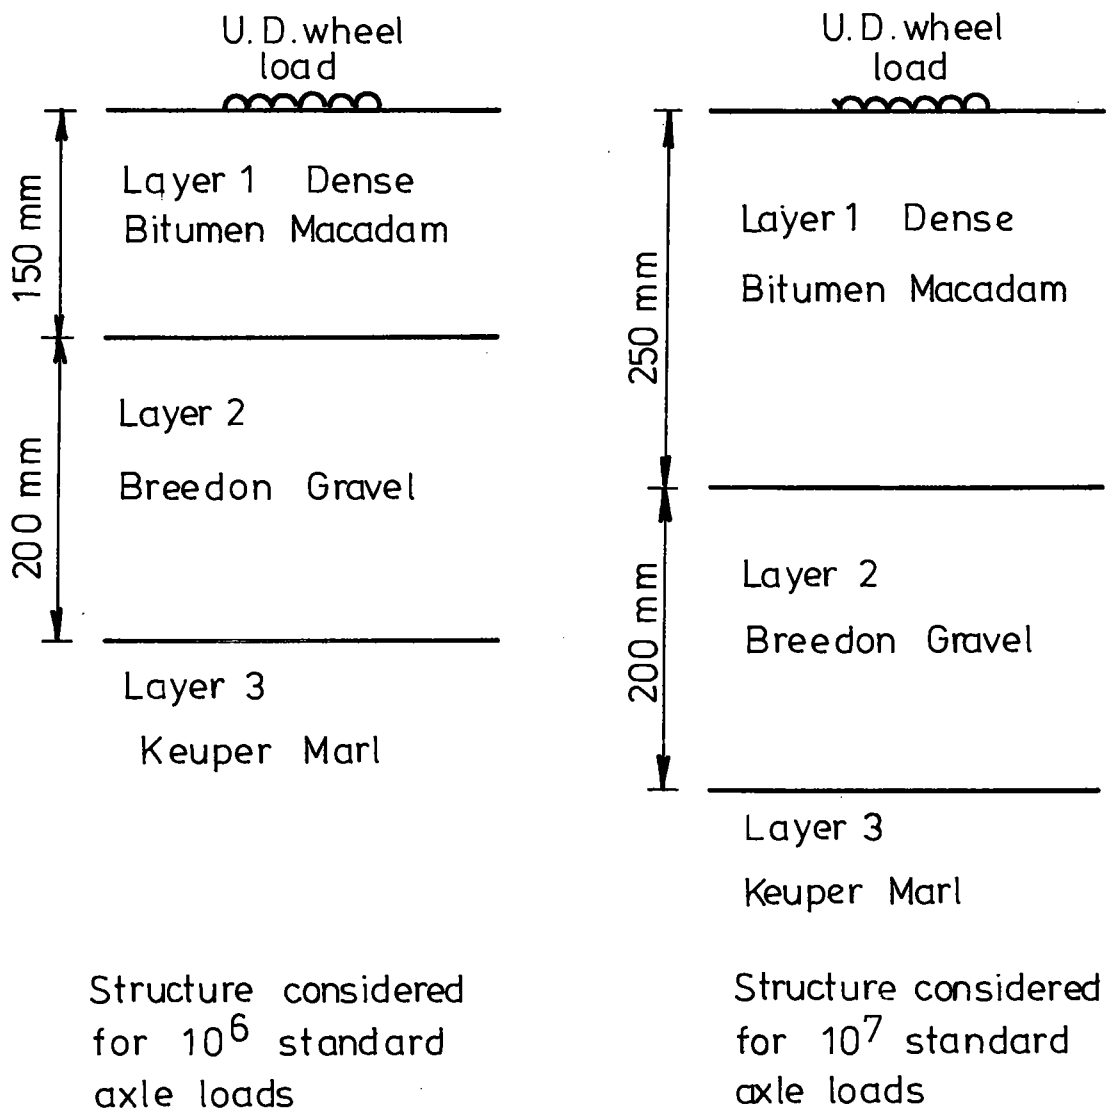 U.D. wheel
load
150 mm
Layer 1 Dense
Bitumen Macadam
200 mm
Layer 2
Breedon Gravel
Layer 3
Keuper Marl
Structure considered
for 10⁶ standard
axle loads
U.D. wheel
load
250 mm
Layer 1 Dense
Bitumen Macadam
200 mm
Layer 2
Breedon Gravel
Layer 3
Keuper Marl
Structure considered
for 10⁷ standard
axle loads